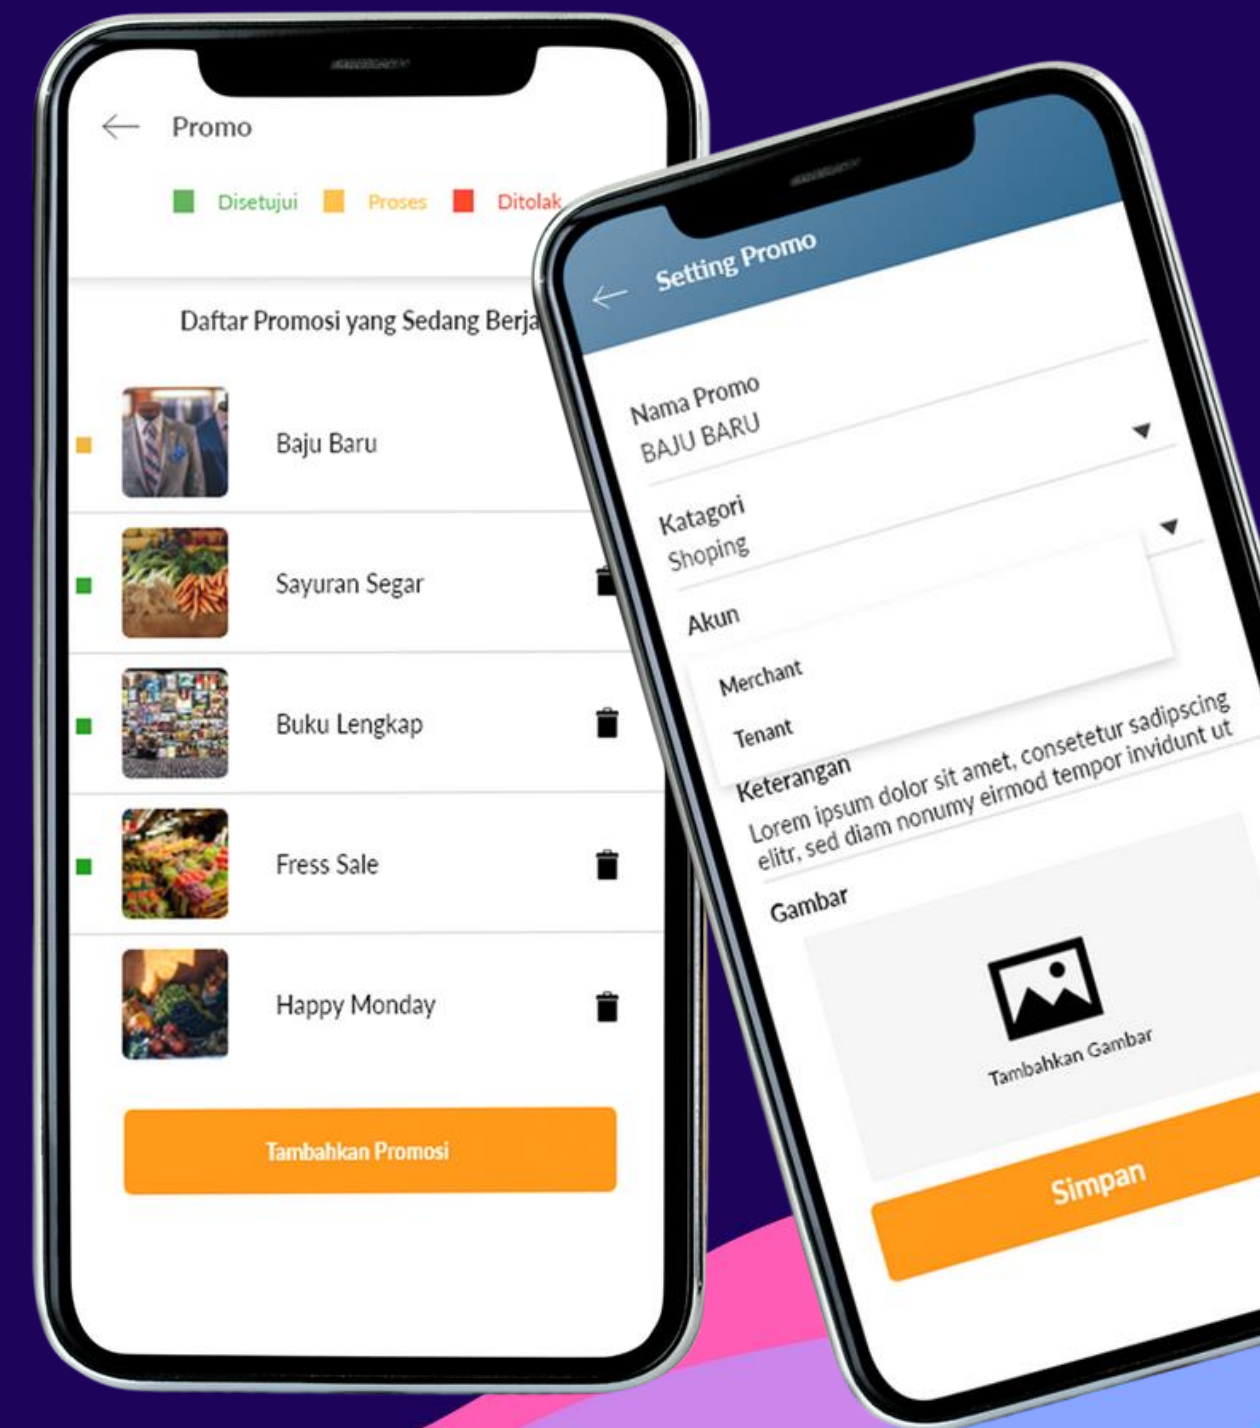 Promo
Disetujui Proses Ditolak
Daftar Promosi yang Sedang
Baju Baru
Sayuran Segar
Buku Lengkap
Fress Sale
Happy Monday
Tambahkan Promosi
Setting Promo
Nama Promo
BAJU BARU
Katagori
Shoping
Akun
Merchant
Tenant
Keterangan
Lorem ipsum dolor sit amet, consetetur sadipscing
elitr, sed diam nonumy eirmod tempor invidunt ut
Gambar
Tambahkan Gambar
Simpan